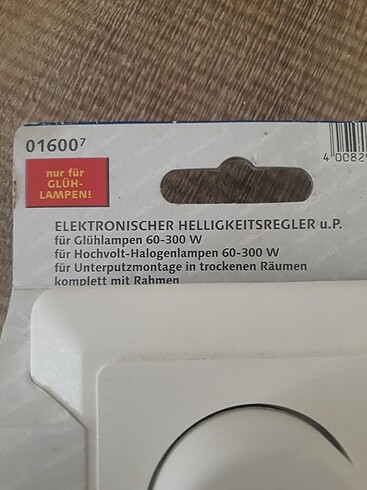 01600⁷
nur für
GLÜH-
LAMPEN!
4 0082
ELEKTRONISCHER HELLIGKEITSREGLER u.P.
für Glühlampen 60-300 W
für Hochvolt-Halogenlampen 60-300 W
für Unterputzmontage in trockenen Räumen
komplett mit Rahmen